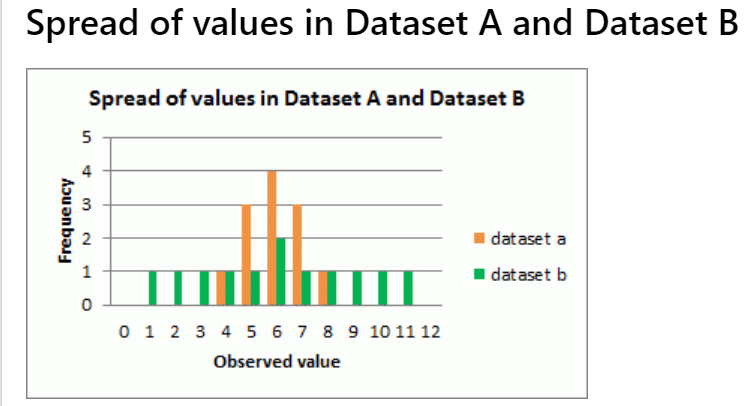 Spread of values in Dataset A and Dataset B
Spread of values in Dataset A and Dataset B
5
4
3
2
1
0
Frequency
0 1 2 3 4 5 6 7 8 9 10 11 12
Observed value
dataset a
dataset b